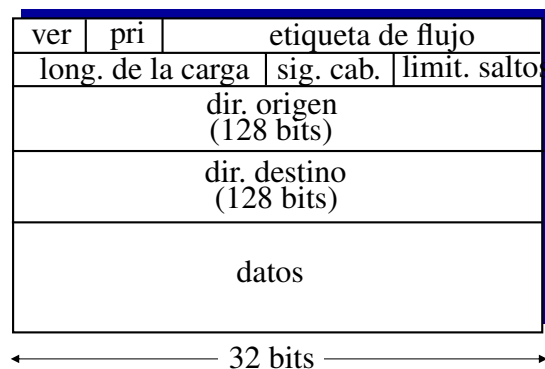 ver pri etiqueta de flujo
long. de la carga sig. cab. limit. saltos
dir. origen
(128 bits)
dir. destino
(128 bits)
datos
32 bits